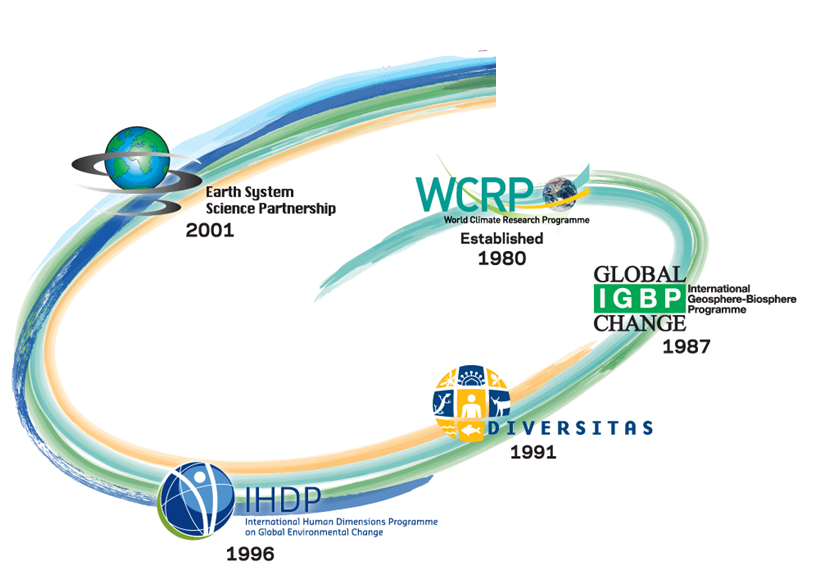 Earth System
Science Partnership
2001
WCRP
World Climate Research Programme
Established
1980
GLOBAL
IGBP
CHANGE
International
Geosphere-Biosphere
Programme
1987
DIVERSITAS
1991
IHDP
International Human Dimensions Programme
on Global Environmental Change
1996